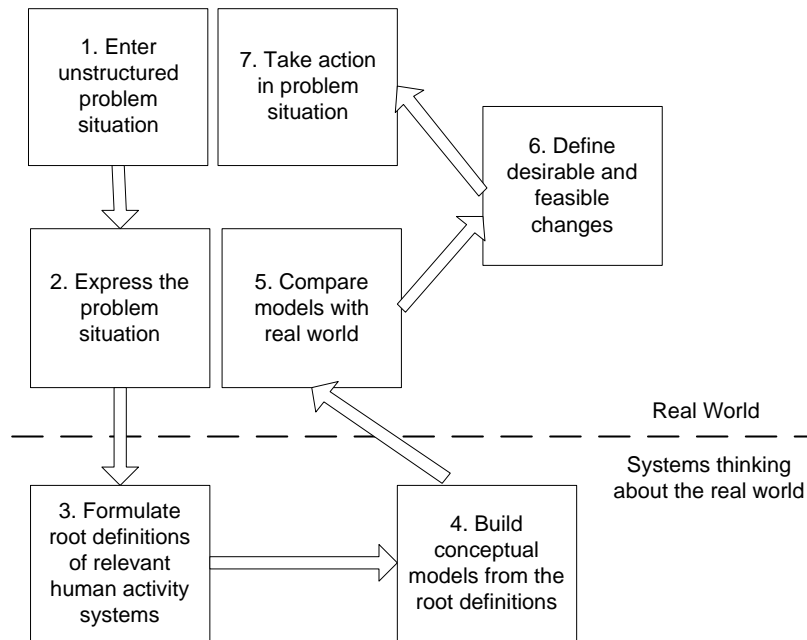 1. Enter
unstructured
problem
situation
7. Take action
in problem
situation
6. Define
desirable and
feasible
changes
2. Express the
problem
situation
5. Compare
models with
real world
Real World
Systems thinking
about the real world
3. Formulate
root definitions
of relevant
human activity
systems
4. Build
conceptual
models from the
root definitions